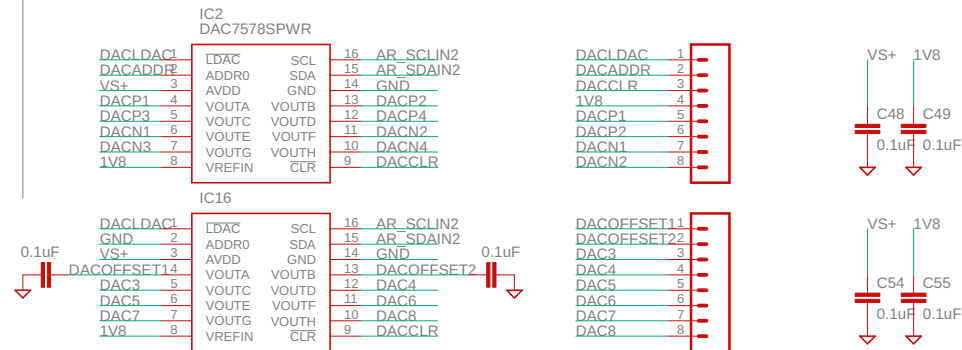 IC2
DAC7578SPWR
DACLDAC 1 LDAC SCL 16 AR_SCLIN2
DACADDR 2 ADDR0 SDA 15 AR_SDAIN2
VS+ 3 AVDD GND 14 GND
DACP1 4 VOUTA VOUTB 13 DACP2
DACP3 5 VOUTC VOUTD 12 DACP4
DACN1 6 VOUTE VOUTF 11 DACN2
DACN3 7 VOUTG VOUTH 10 DACN4
1V8 8 VREFIN CLR 9 DACCLR
DACLDAC 1
DACADDR 2
DACCLR 3
1V8 4
DACP1 5
DACP2 6
DACN1 7
DACN2 8
VS+ 1V8
C48 C49
0.1uF 0.1uF
IC16
DACLDAC 1 LDAC SCL 16 AR_SCLIN2
GND 2 ADDR0 SDA 15 AR_SDAIN2
VS+ 3 AVDD GND 14 GND
0.1uF DACOFFSET1 4 VOUTA VOUTB 13 DACOFFSET2 0.1uF
DAC3 5 VOUTC VOUTD 12 DAC4
DAC5 6 VOUTE VOUTF 11 DAC6
DAC7 7 VOUTG VOUTH 10 DAC8
1V8 8 VREFIN CLR 9 DACCLR
DACOFFSET1 1
DACOFFSET2 2
DAC3 3
DAC4 4
DAC5 5
DAC6 6
DAC7 7
DAC8 8
VS+ 1V8
C54 C55
0.1uF 0.1uF